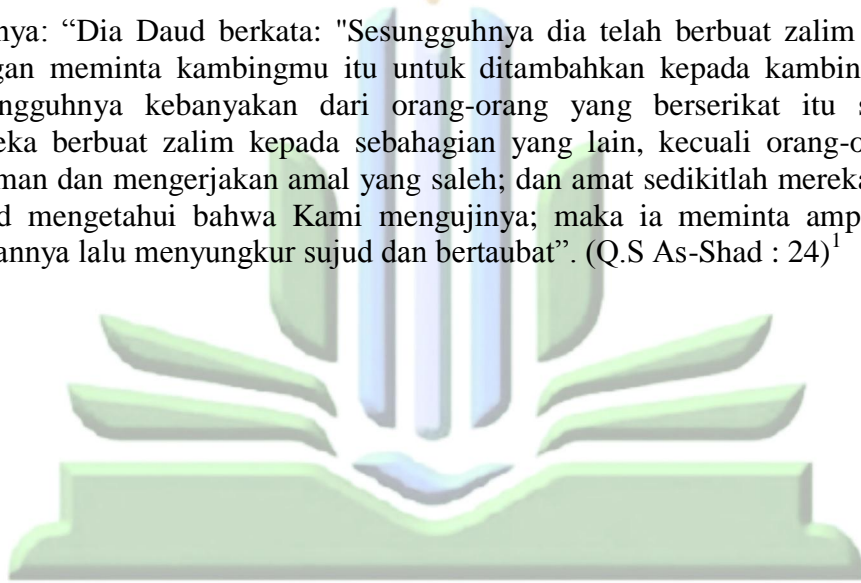 nya: “Dia Daud berkata: "Sesungguhnya dia telah berbuat zalim
gan meminta kambingmu itu untuk ditambahkan kepada kambin
ngguhnya kebanyakan dari orang-orang yang berserikat itu s
eka berbuat zalim kepada sebahagian yang lain, kecuali orang-o
man dan mengerjakan amal yang saleh; dan amat sedikitlah mereka
d mengetahui bahwa Kami mengujinya; maka ia meminta amp
annya lalu menyungkur sujud dan bertaubat”. (Q.S As-Shad : 24)1